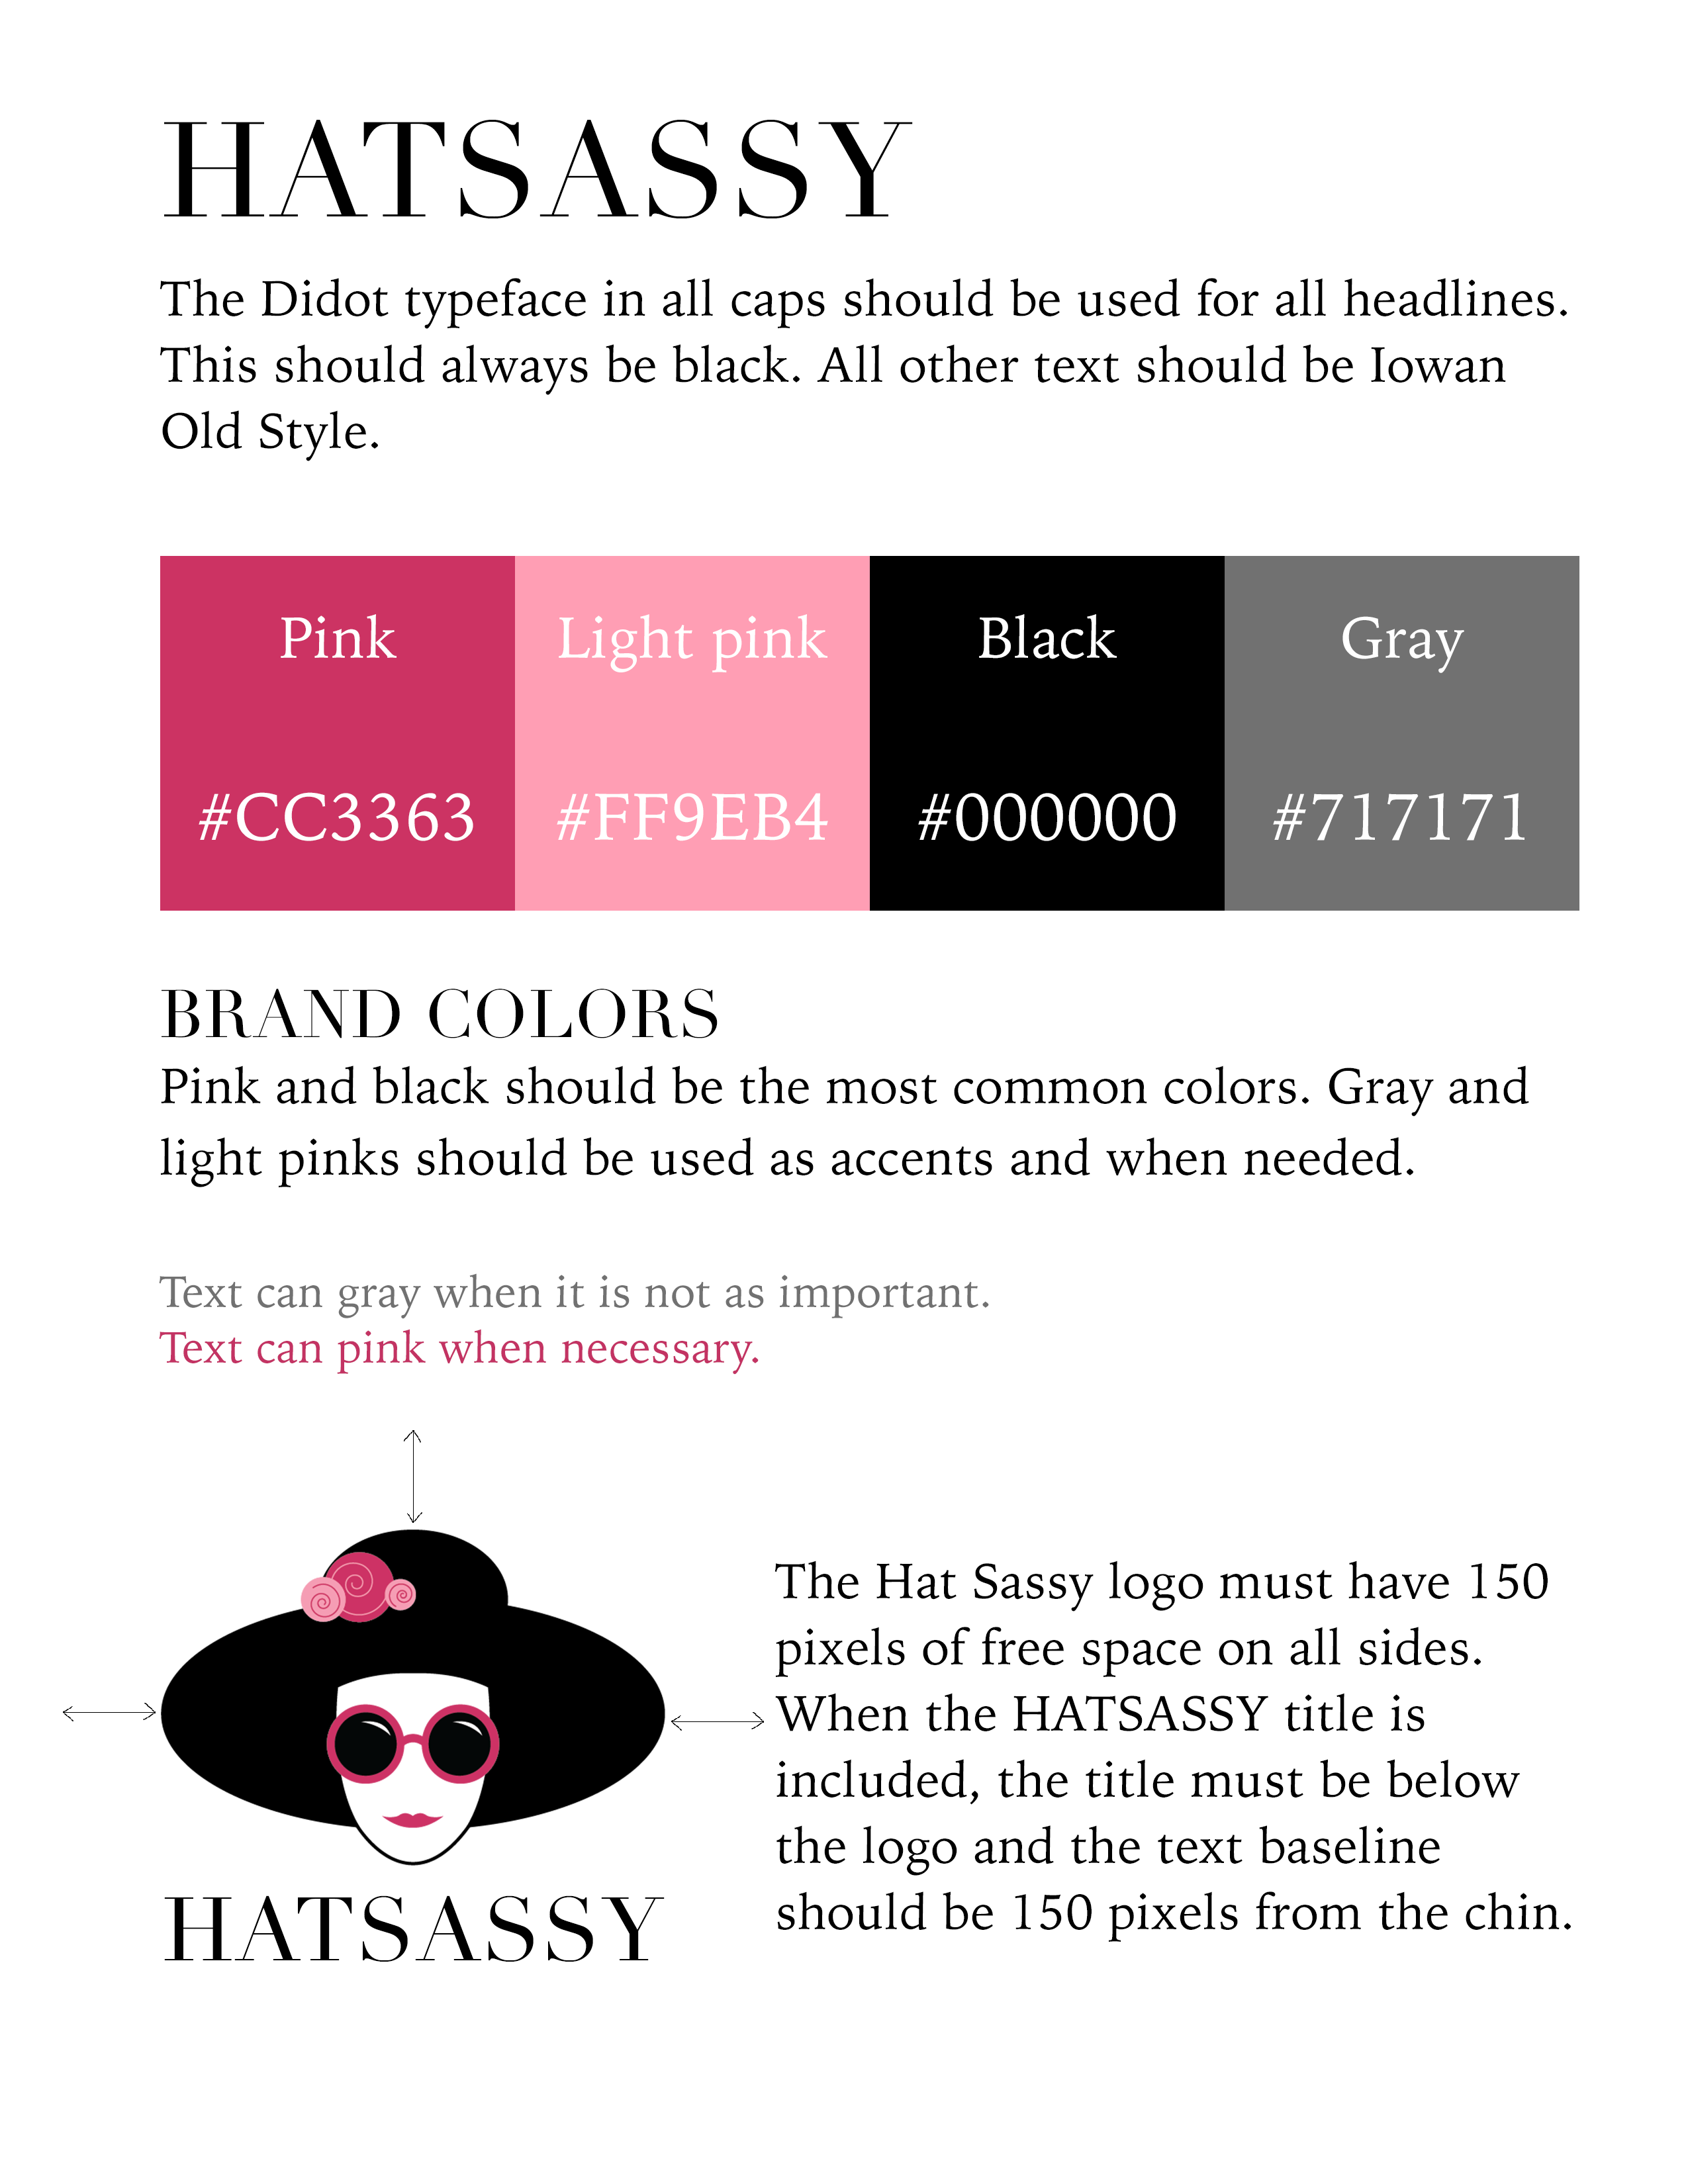 HATSASSY
The Didot typeface in all caps should be used for all headlines.
This should always be black. All other text should be Iowan
Old Style.
Pink
Light pink
Black
Gray
#CC3363
#FF9EB4
#000000
#717171
BRAND COLORS
Pink and black should be the most common colors. Gray and
light pinks should be used as accents and when needed.
Text can gray when it is not as important.
Text can pink when necessary.
HATSASSY
The Hat Sassy logo must have 150
pixels of free space on all sides.
When the HATSASSY title is
included, the title must be below
the logo and the text baseline
should be 150 pixels from the chin.